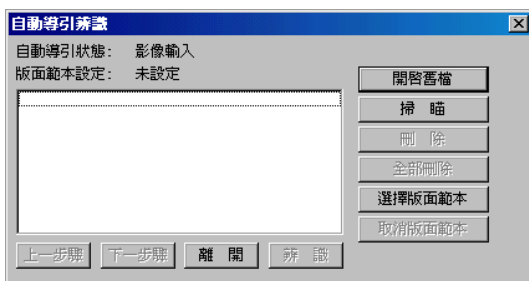 自動導引辨識
自動導引狀態: 影像輸入
版面範本設定: 未設定
開啓舊檔
掃 瞄
刪 除
全部刪除
選擇版面範本
取消版面範本
上一步驟 下一步驟 離 開 辨 識